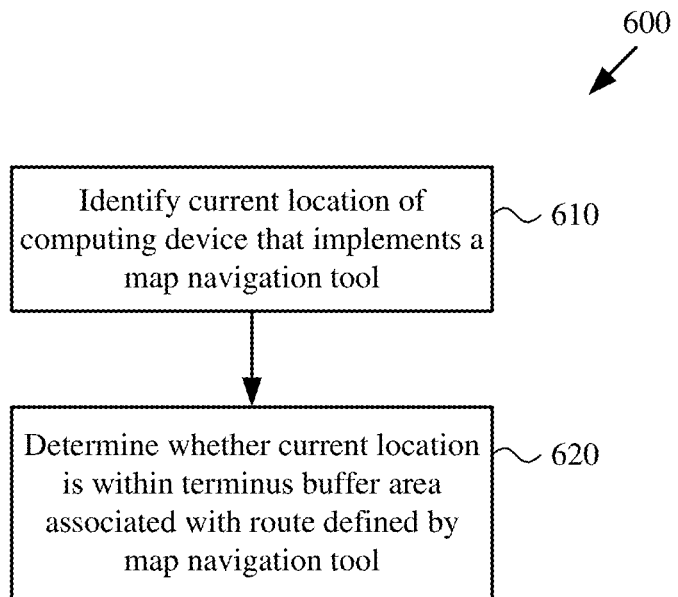 600
Identify current location of
computing device that implements a
map navigation tool
610
Determine whether current location
is within terminus buffer area
associated with route defined by
map navigation tool
620